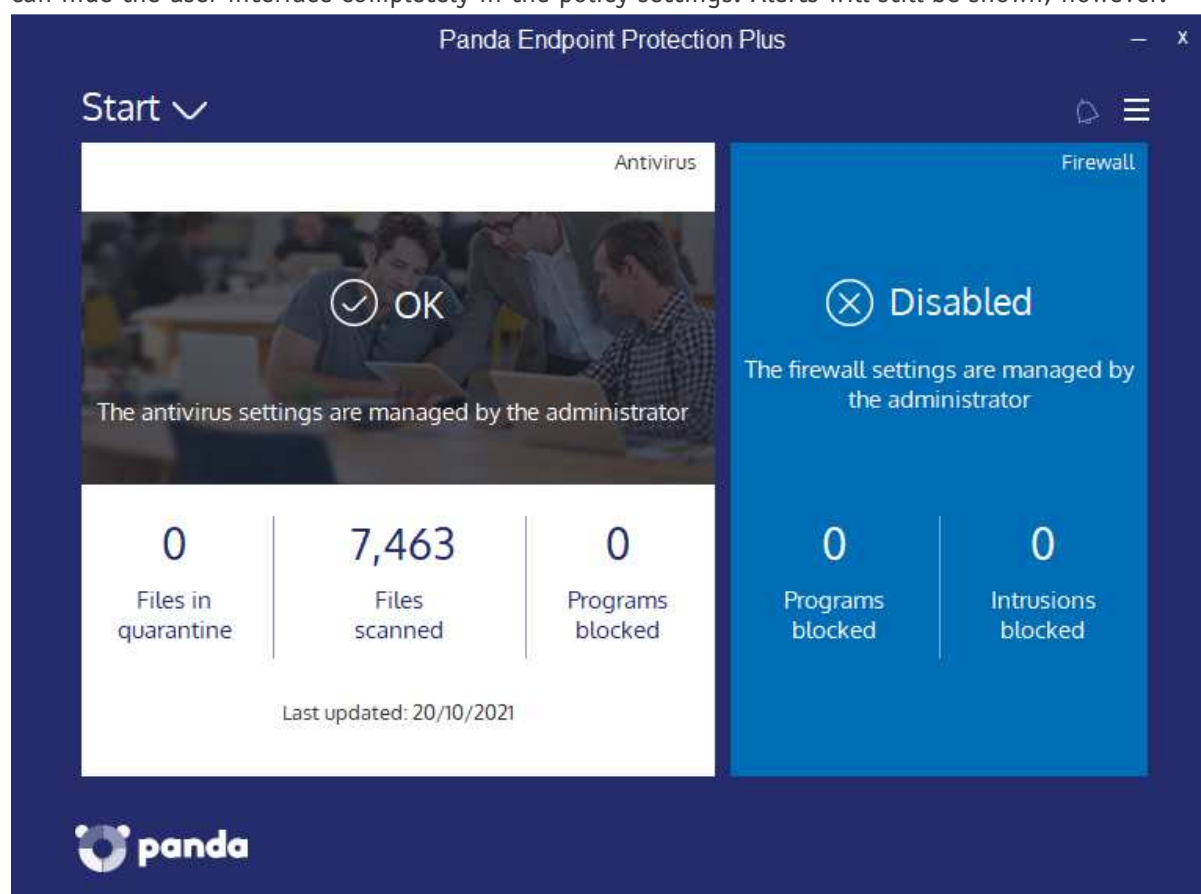 can hide the user interface completely in the policy settings. Alerts will still be shown, however.
Panda Endpoint Protection Plus
Start
Antivirus
OK
The antivirus settings are managed by the administrator
0
Files in
quarantine
7,463
Files
scanned
0
Programs
blocked
Last updated: 20/10/2021
Firewall
Disabled
The firewall settings are managed by
the administrator
0
Programs
blocked
0
Intrusions
blocked
panda